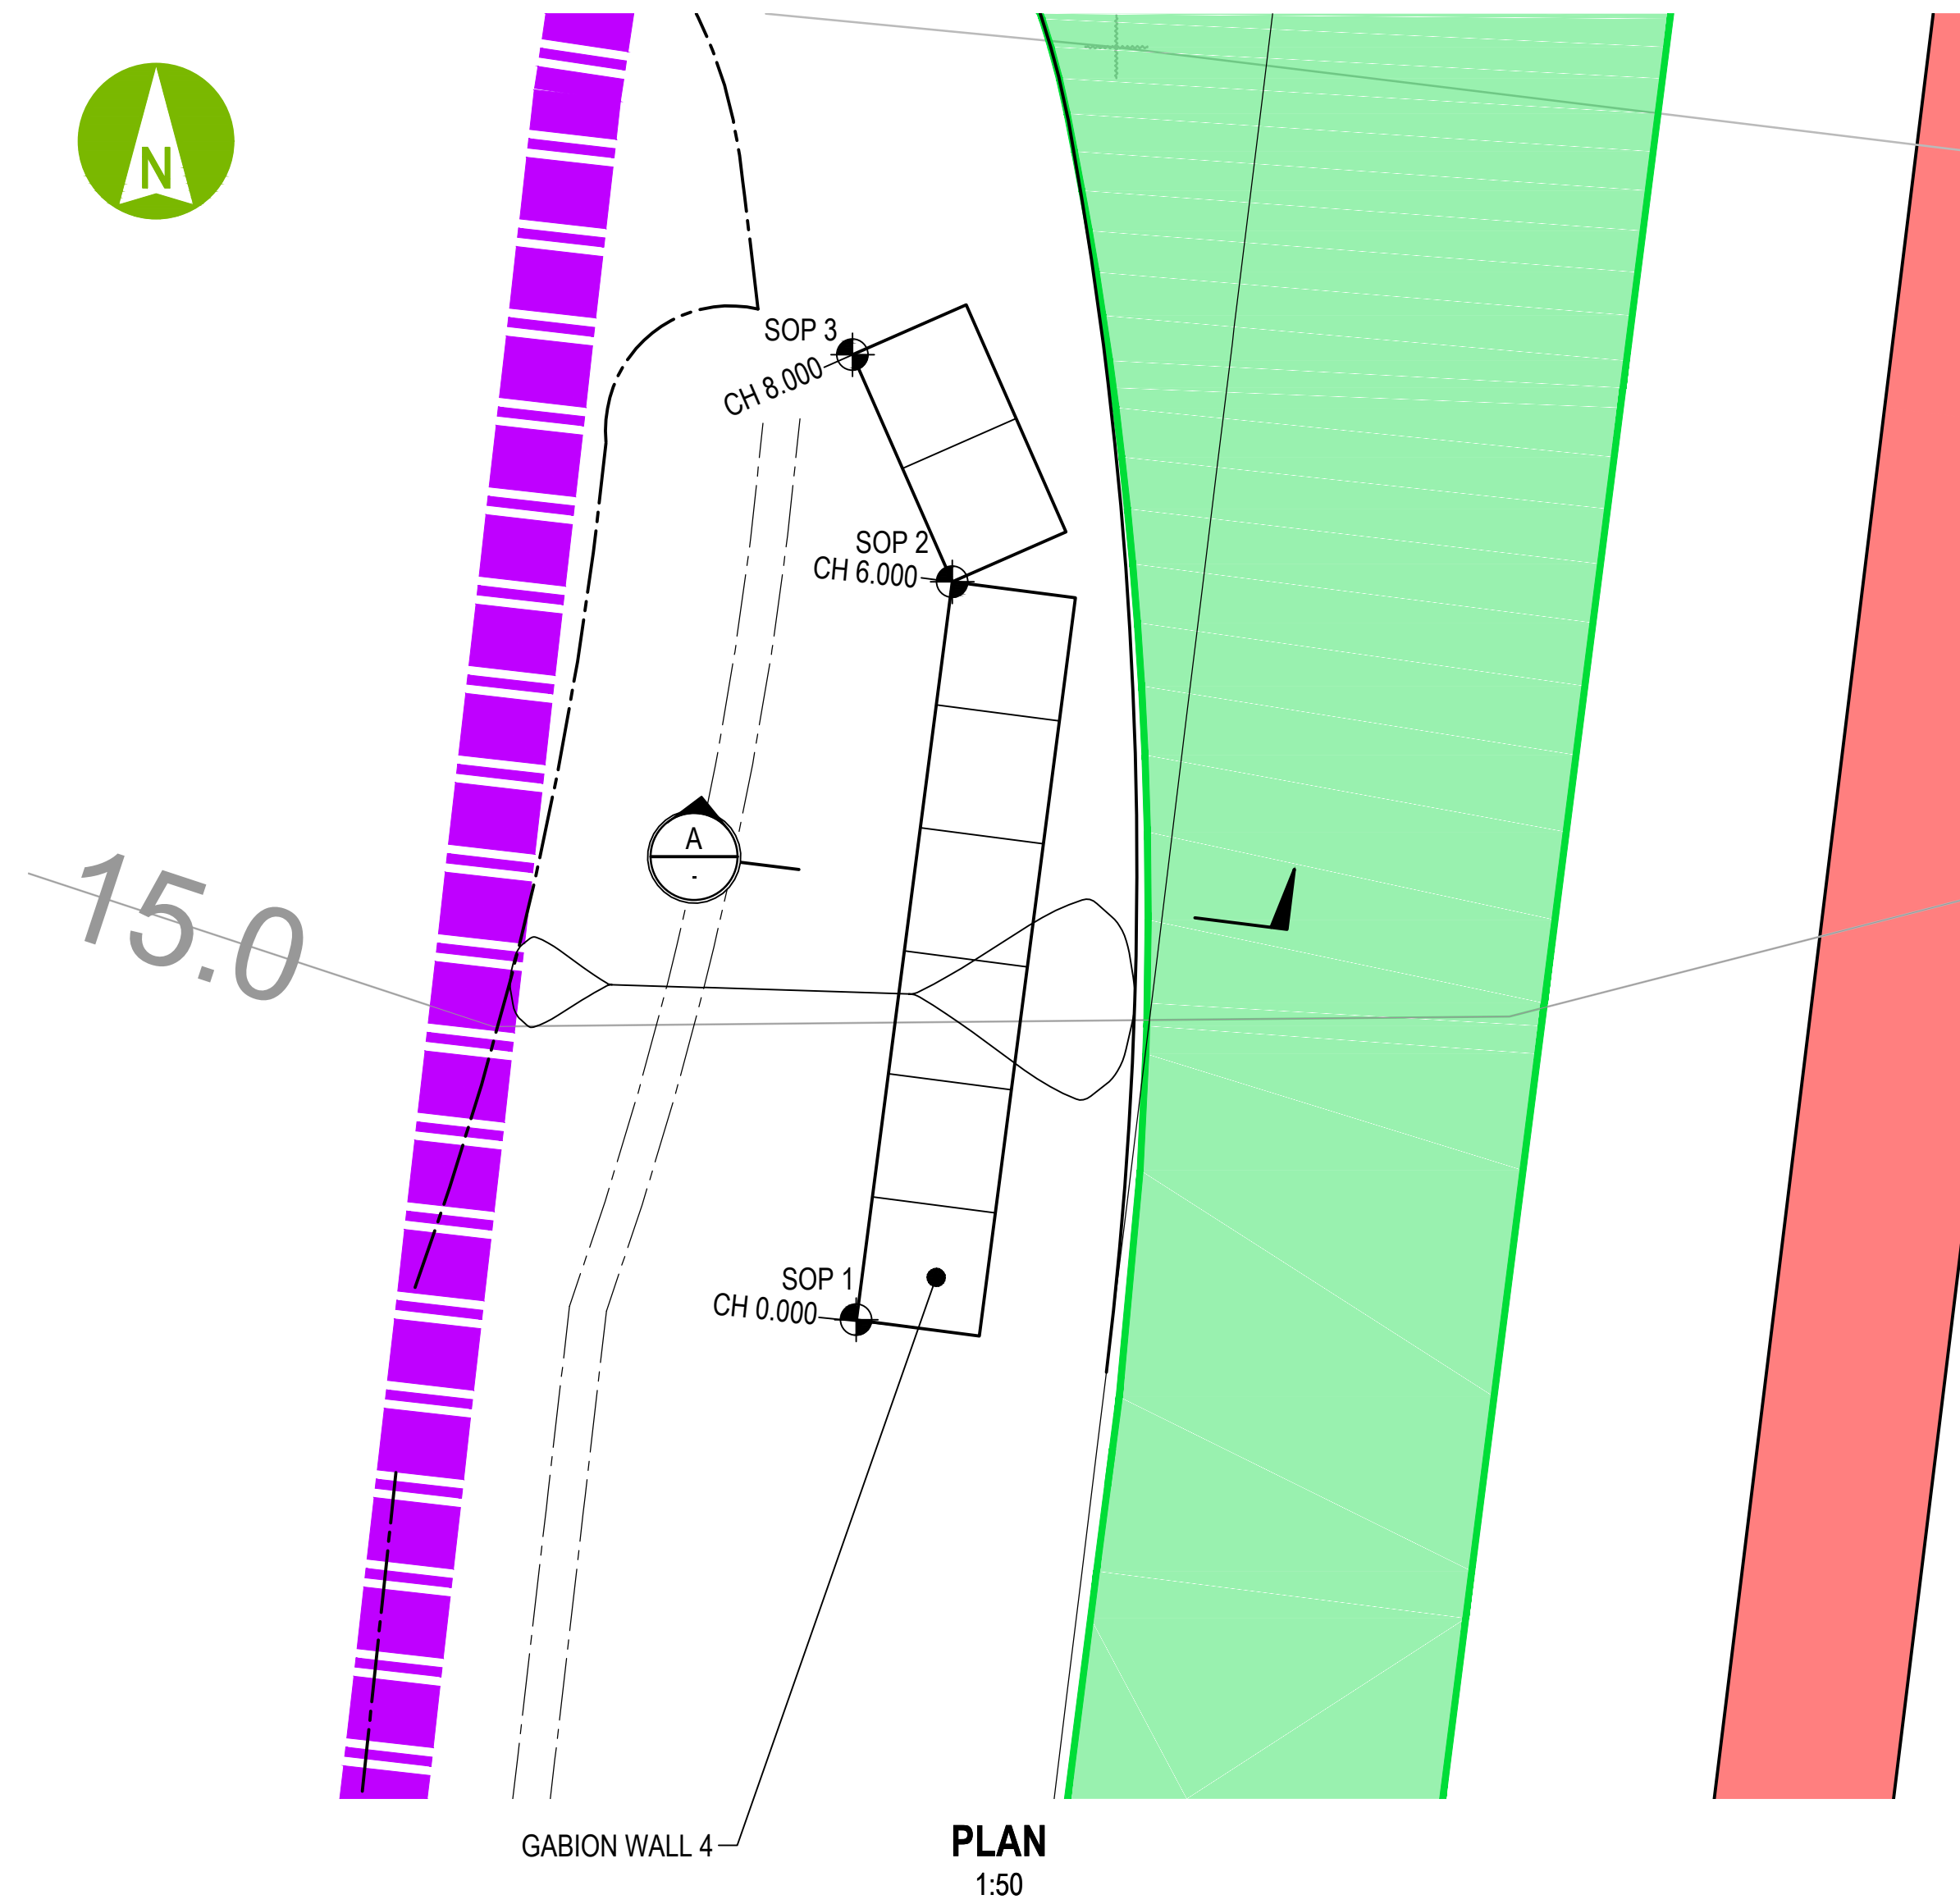 N
SOP 3
CH 8.000
SOP 2
CH 6.000
A
-
15.0
SOP 1
CH 0.000
GABION WALL 4
PLAN
1:50